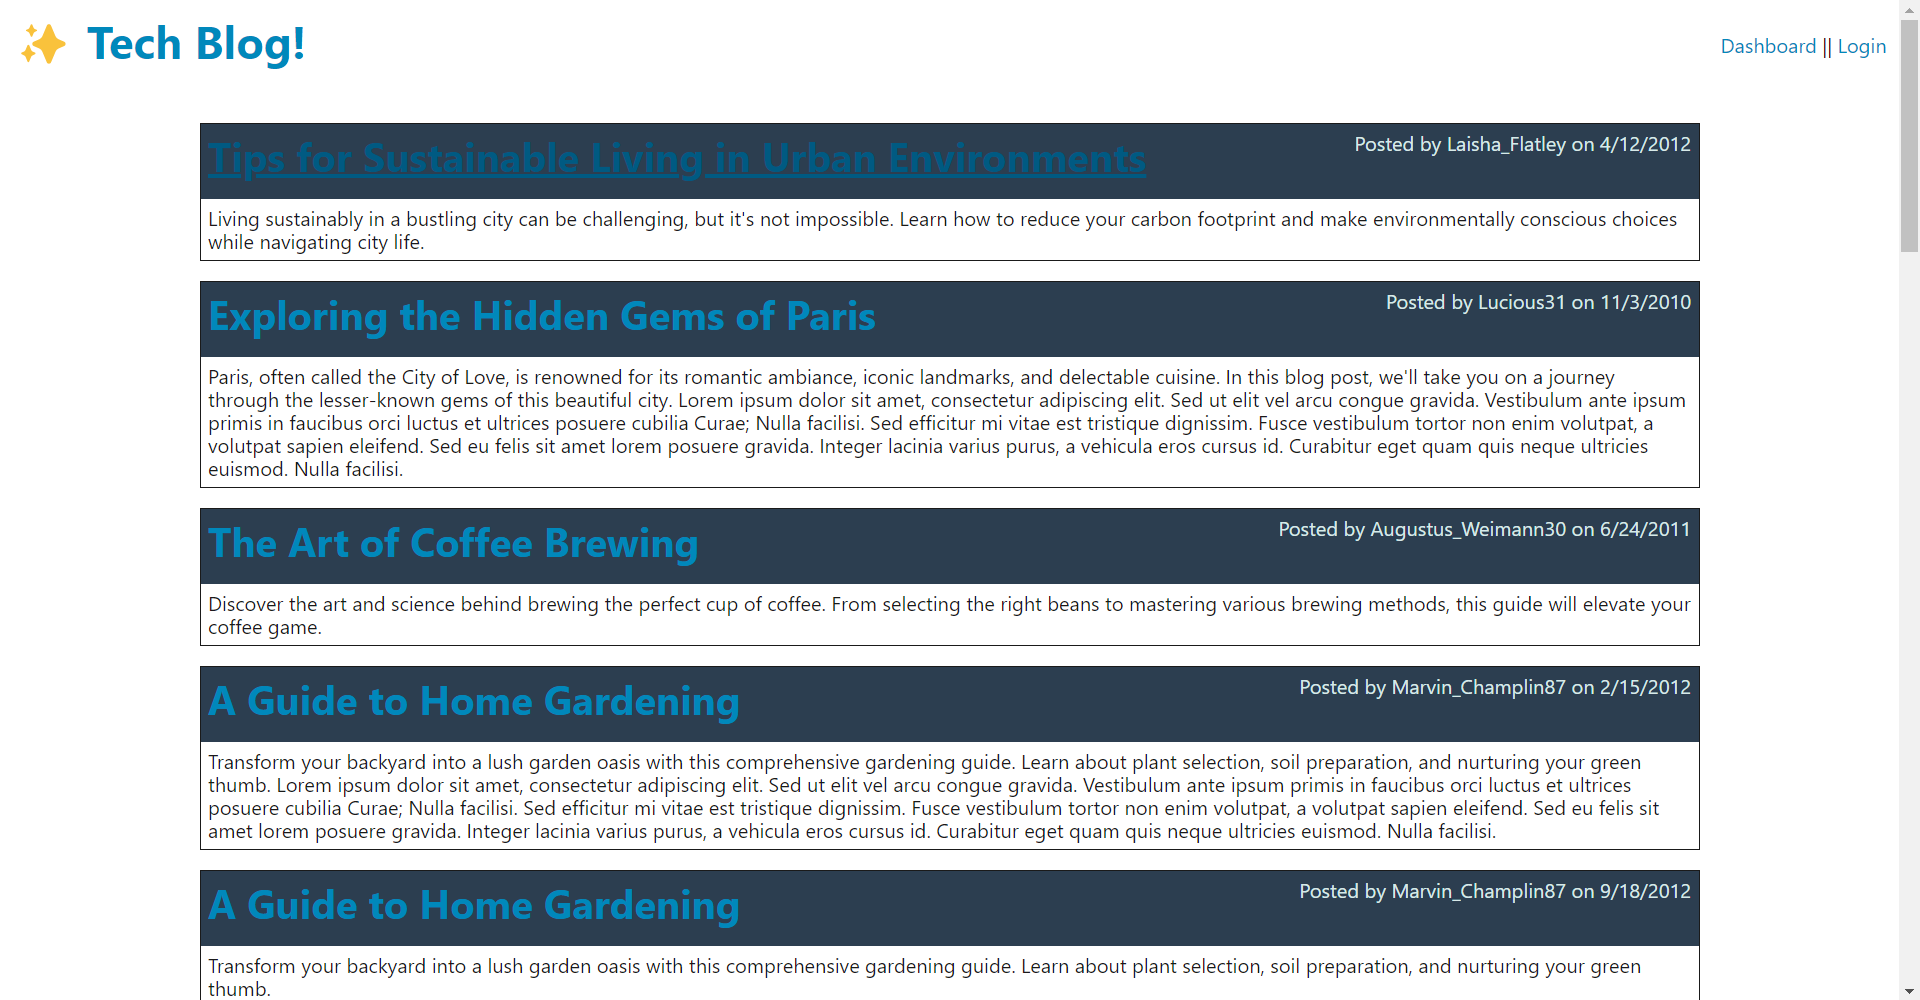 Tech Blog!
Dashboard || Login
Tips for Sustainable Living in Urban Environments
Posted by Laisha_Flatley on 4/12/2012
Living sustainably in a bustling city can be challenging, but it's not impossible. Learn how to reduce your carbon footprint and make environmentally conscious choices
while navigating city life.
Exploring the Hidden Gems of Paris
Posted by Lucious31 on 11/3/2010
Paris, often called the City of Love, is renowned for its romantic ambiance, iconic landmarks, and delectable cuisine. In this blog post, we'll take you on a journey
through the lesser-known gems of this beautiful city. Lorem ipsum dolor sit amet, consectetur adipiscing elit. Sed ut elit vel arcu congue gravida. Vestibulum ante ipsum
primis in faucibus orci luctus et ultrices posuere cubilia Curae; Nulla facilisi. Sed efficitur mi vitae est tristique dignissim. Fusce vestibulum tortor non enim volutpat, a
volutpat sapien eleifend. Sed eu felis sit amet lorem posuere gravida. Integer lacinia varius purus, a vehicula eros cursus id. Curabitur eget quam quis neque ultricies
euismod. Nulla facilisi.
The Art of Coffee Brewing
Posted by Augustus_Weimann30 on 6/24/2011
Discover the art and science behind brewing the perfect cup of coffee. From selecting the right beans to mastering various brewing methods, this guide will elevate your
coffee game.
A Guide to Home Gardening
Posted by Marvin_Champlin87 on 2/15/2012
Transform your backyard into a lush garden oasis with this comprehensive gardening guide. Learn about plant selection, soil preparation, and nurturing your green
thumb. Lorem ipsum dolor sit amet, consectetur adipiscing elit. Sed ut elit vel arcu congue gravida. Vestibulum ante ipsum primis in faucibus orci luctus et ultrices
posuere cubilia Curae; Nulla facilisi. Sed efficitur mi vitae est tristique dignissim. Fusce vestibulum tortor non enim volutpat, a volutpat sapien eleifend. Sed eu felis sit
amet lorem posuere gravida. Integer lacinia varius purus, a vehicula eros cursus id. Curabitur eget quam quis neque ultricies euismod. Nulla facilisi.
A Guide to Home Gardening
Posted by Marvin_Champlin87 on 9/18/2012
Transform your backyard into a lush garden oasis with this comprehensive gardening guide. Learn about plant selection, soil preparation, and nurturing your green
thumb.